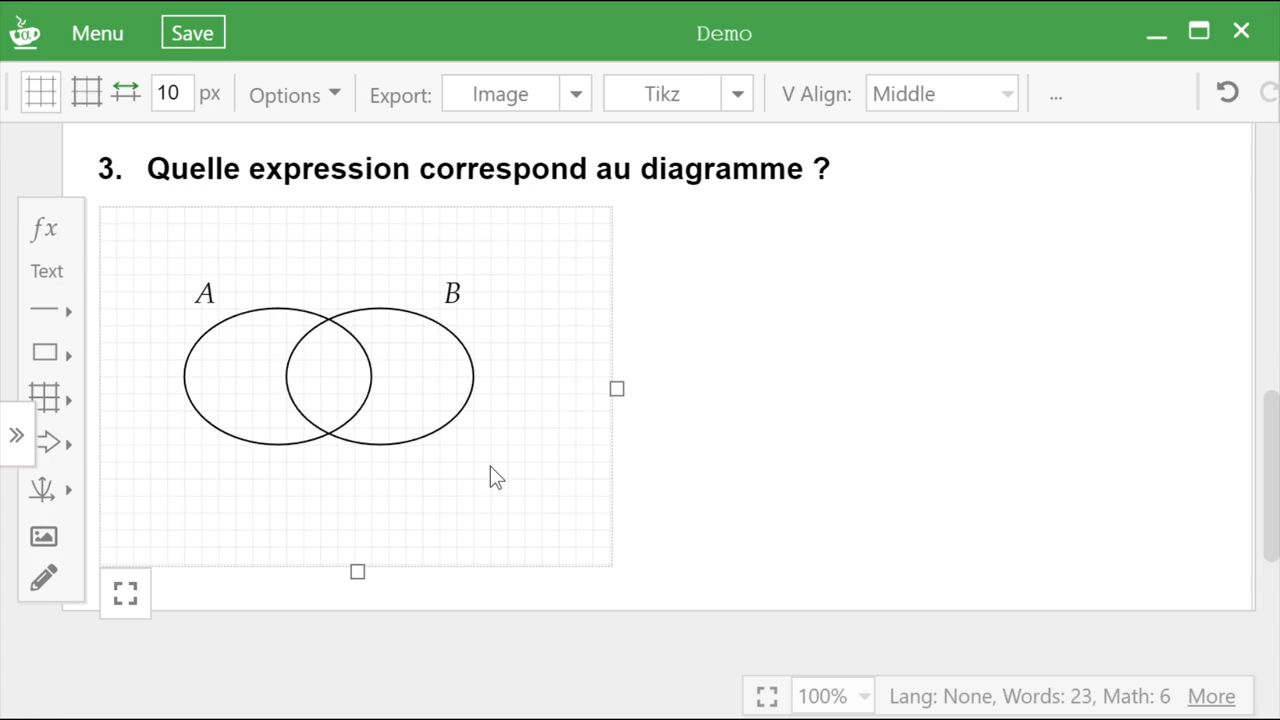 Menu Save Demo
10 px Options Export: Image Tikz V Align: Middle ...
3. Quelle expression correspond au diagramme ?
fx
Text
A B
100% Lang: None, Words: 23, Math: 6 More